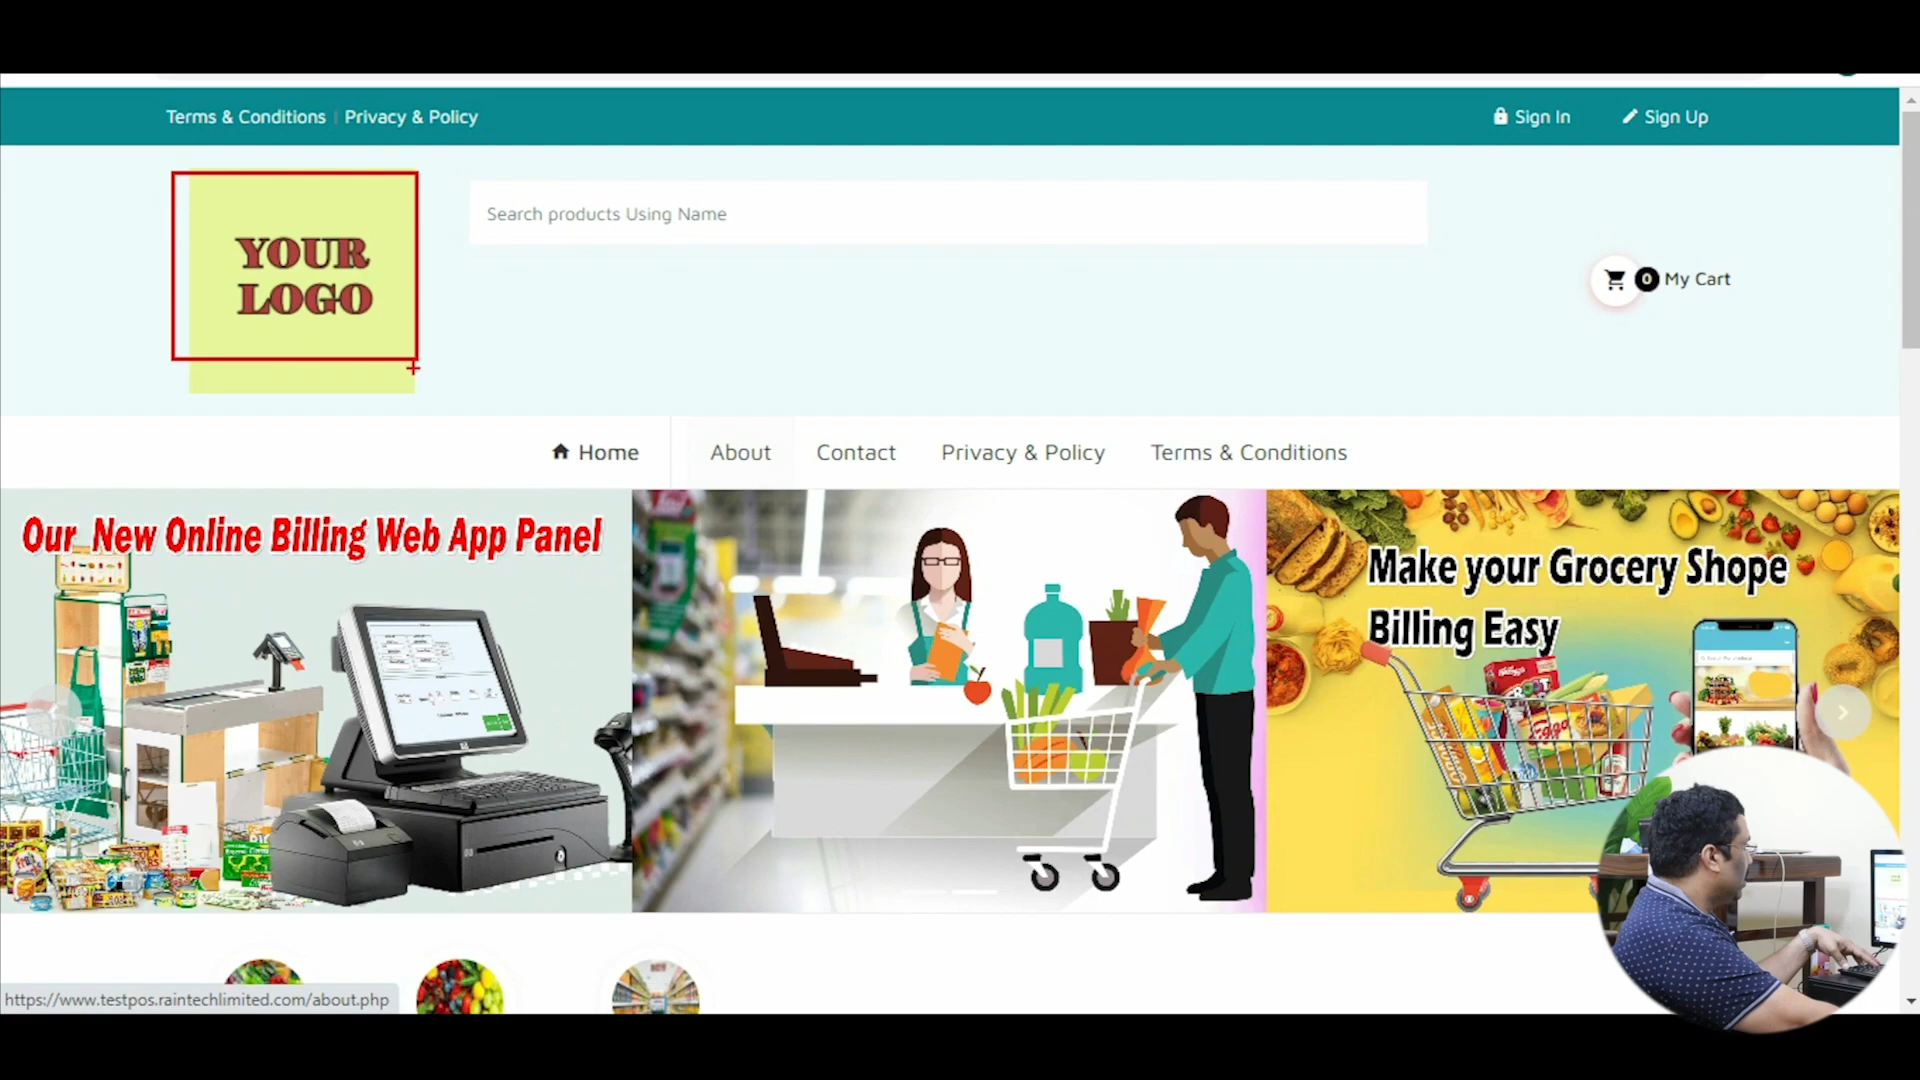 Terms & Conditions | Privacy & Policy
Sign In
Sign Up
YOUR
LOGO
Search products Using Name
0 My Cart
Home
About
Contact
Privacy & Policy
Terms & Conditions
Our New Online Billing Web App Panel
Make your Grocery Shope
Billing Easy
https://www.testpos.raintechlimited.com/about.php